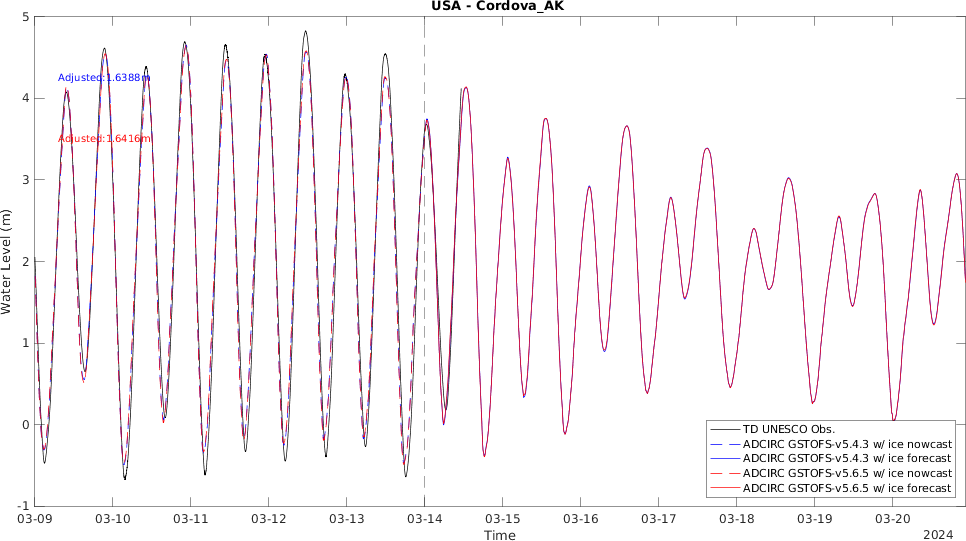 USA - Cordova_AK
5
4
3
2
1
0
-1
Water Level (m)
Adjusted:1.6388m
Adjusted:1.6416m
TD UNESCO Obs.
ADCIRC GSTOFS-v5.4.3 w/ ice nowcast
ADCIRC GSTOFS-v5.4.3 w/ ice forecast
ADCIRC GSTOFS-v5.6.5 w/ ice nowcast
ADCIRC GSTOFS-v5.6.5 w/ ice forecast
03-09 03-10 03-11 03-12 03-13 03-14 03-15 03-16 03-17 03-18 03-19 03-20
Time
2024